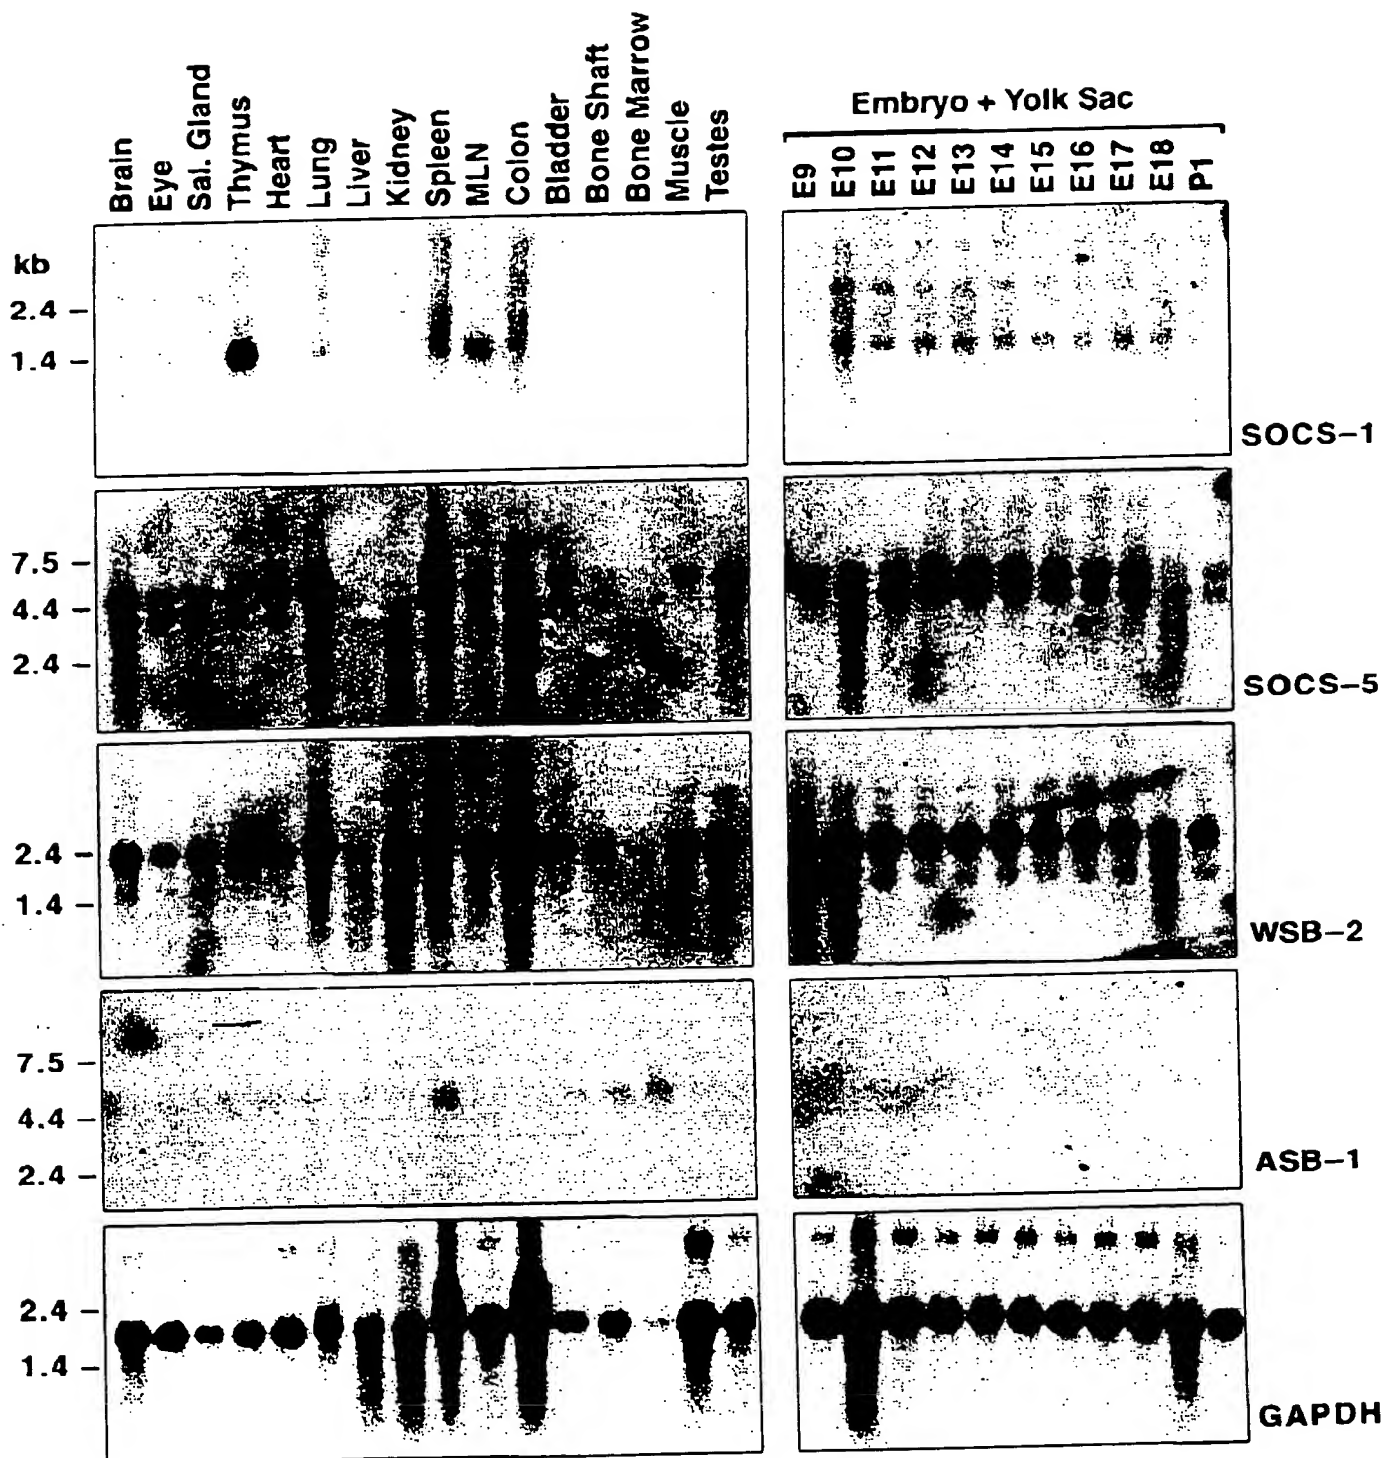 Brain
Eye
Sal. Gland
Thymus
Heart
Lung
Liver
Kidney
Spleen
MLN
Colon
Bladder
Bone Shaft
Bone Marrow
Muscle
Testes
Embryo + Yolk Sac
E9
E10
E11
E12
E13
E14
E15
E16
E17
E18
P1
kb
2.4 –
1.4 –
SOCS–1
7.5 –
4.4 –
2.4 –
SOCS–5
2.4 –
1.4 –
WSB–2
7.5 –
4.4 –
2.4 –
ASB–1
2.4 –
1.4 –
GAPDH